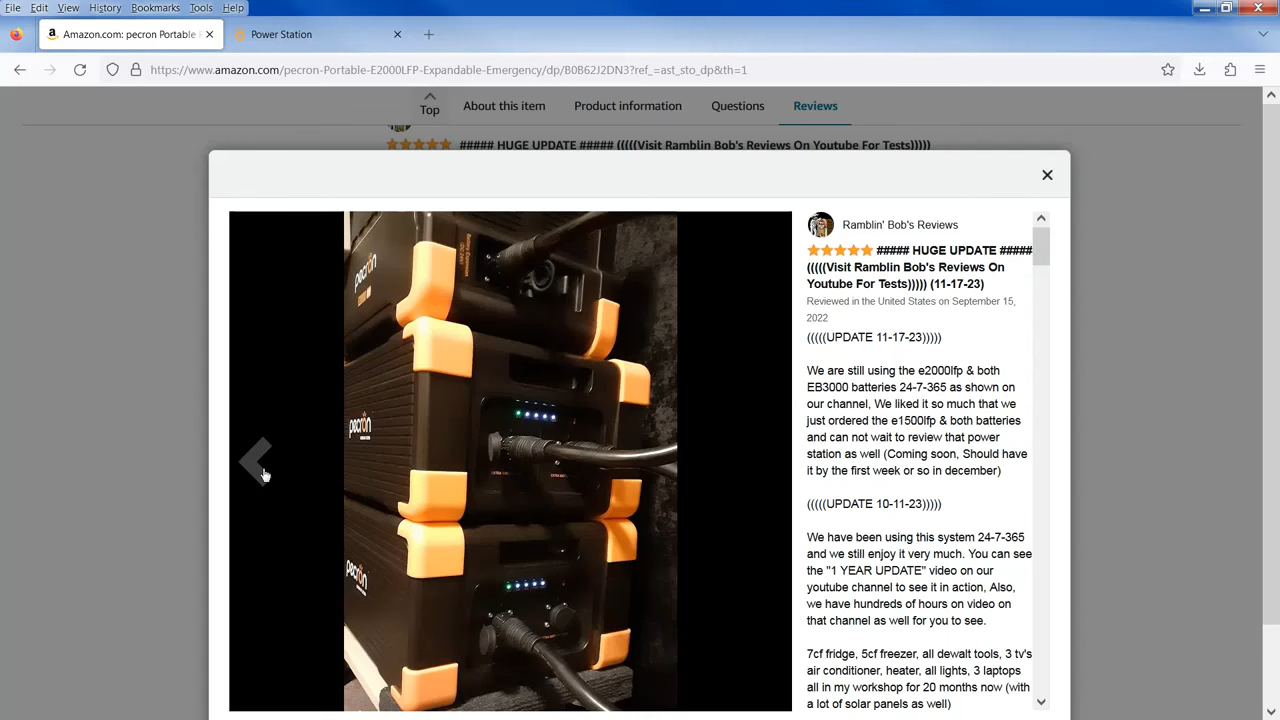 File Edit View History Bookmarks Tools Help
Amazon.com: pecron Portable P
Power Station
https://www.amazon.com/pecron-Portable-E2000LFP-Expandable-Emergency/dp/B0B62J2DN3?ref_=ast_sto_dp&th=1
Top About this item Product information Questions Reviews
##### HUGE UPDATE ##### (((((Visit Ramblin Bob's Reviews On Youtube For Tests)))))
pecron
Battery Expansion
pecron
pecron
Ramblin' Bob's Reviews
##### HUGE UPDATE #####
(((((Visit Ramblin Bob's Reviews On
Youtube For Tests))))) (11-17-23)
Reviewed in the United States on September 15,
2022
(((((UPDATE 11-17-23)))))
We are still using the e2000lfp & both
EB3000 batteries 24-7-365 as shown on
our channel, We liked it so much that we
just ordered the e1500lfp & both batteries
and can not wait to review that power
station as well (Coming soon, Should have
it by the first week or so in december)
(((((UPDATE 10-11-23)))))
We have been using this system 24-7-365
and we still enjoy it very much. You can see
the "1 YEAR UPDATE" video on our
youtube channel to see it in action, Also,
we have hundreds of hours on video on
that channel as well for you to see.
7cf fridge, 5cf freezer, all dewalt tools, 3 tv's
air conditioner, heater, all lights, 3 laptops
all in my workshop for 20 months now (with
a lot of solar panels as well)